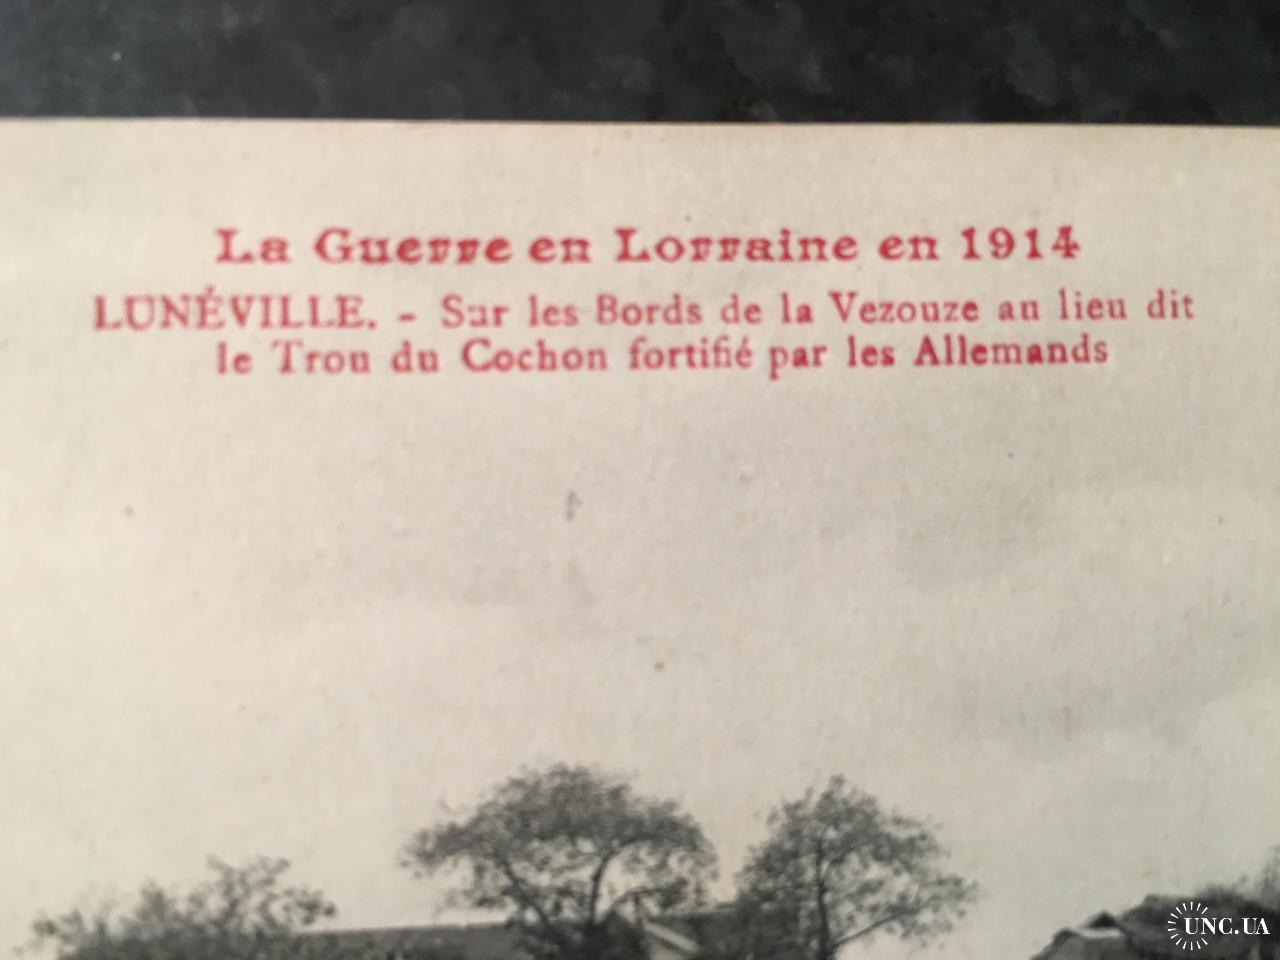 La Guerre en Lorraine en 1914
LUNÉVILLE. - Sur les Bords de la Vezouze au lieu dit
le Trou du Cochon fortifié par les Allemands
UNC.UA